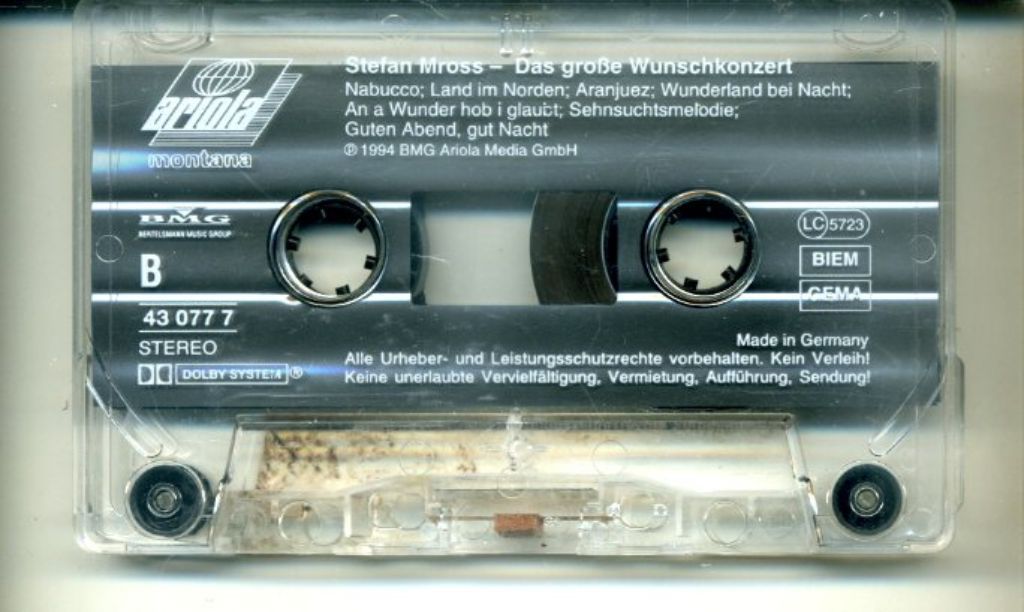 ariola
montana
Stefan Mross – Das große Wunschkonzert
Nabucco; Land im Norden; Aranjuez; Wunderland bei Nacht;
An a Wunder hob i glaubt; Sehnsuchtsmelodie;
Guten Abend, gut Nacht
℗ 1994 BMG Ariola Media GmbH
BMG
BERTELSMANN MUSIC GROUP
B
43 077 7
STEREO
DOLBY SYSTEM®
LC 5723
BIEM
GEMA
Made in Germany
Alle Urheber- und Leistungsschutzrechte vorbehalten. Kein Verleih!
Keine unerlaubte Vervielfältigung, Vermietung, Aufführung, Sendung!